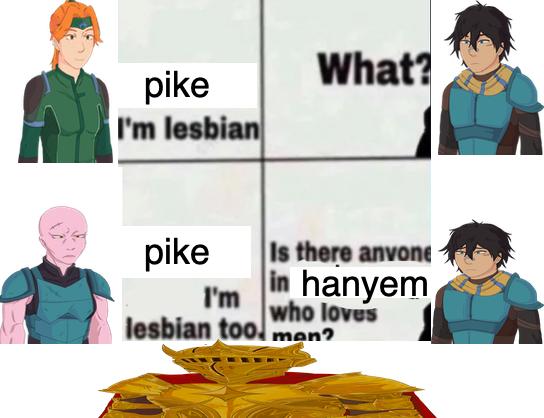 pike
I'm lesbian
What?
pike
I'm
lesbian too.
Is there anyone
in hanyem
who loves
men?